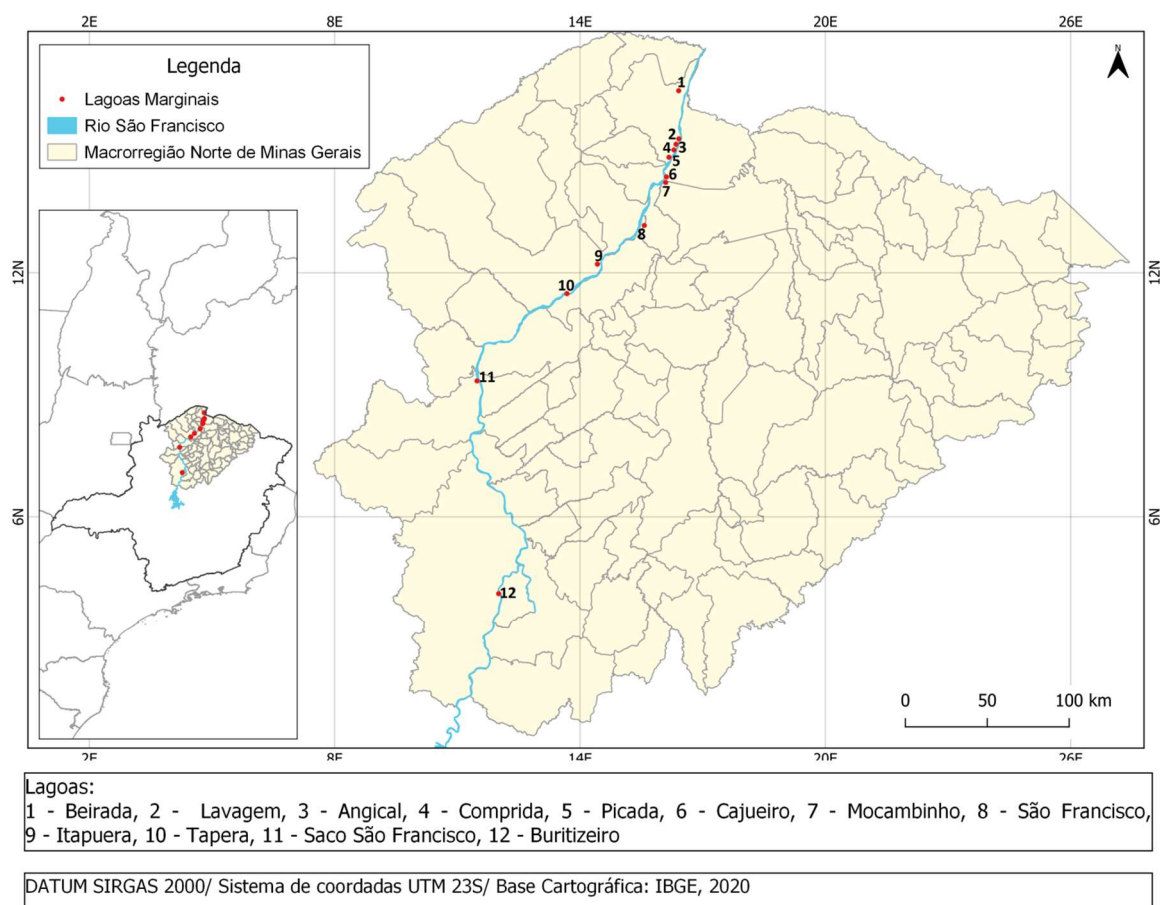 2E 8E 14E 20E 26E
Legenda
Lagoas Marginais
Rio São Francisco
Macrorregião Norte de Minas Gerais
N
1
2
3
4
5
6
7
8
9
10
11
12
12N 12N
6N 6N
0 50 100 km
2E 8E 14E 20E 26E
Lagoas:
1 - Beirada, 2 - Lavagem, 3 - Angical, 4 - Comprida, 5 - Picada, 6 - Cajueiro, 7 - Mocambinho, 8 - São Francisco,
9 - Itapuera, 10 - Tapera, 11 - Saco São Francisco, 12 - Buritizeiro
DATUM SIRGAS 2000/ Sistema de coordadas UTM 23S/ Base Cartográfica: IBGE, 2020